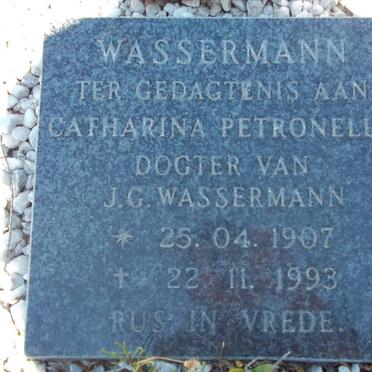 WASSERMANN
TER GEDAGTENIS AAN
CATHARINA PETRONELL
DOGTER VAN
J.G. WASSERMANN
* 25.04.1907
† 22.11.1993
RUS IN VREDE.